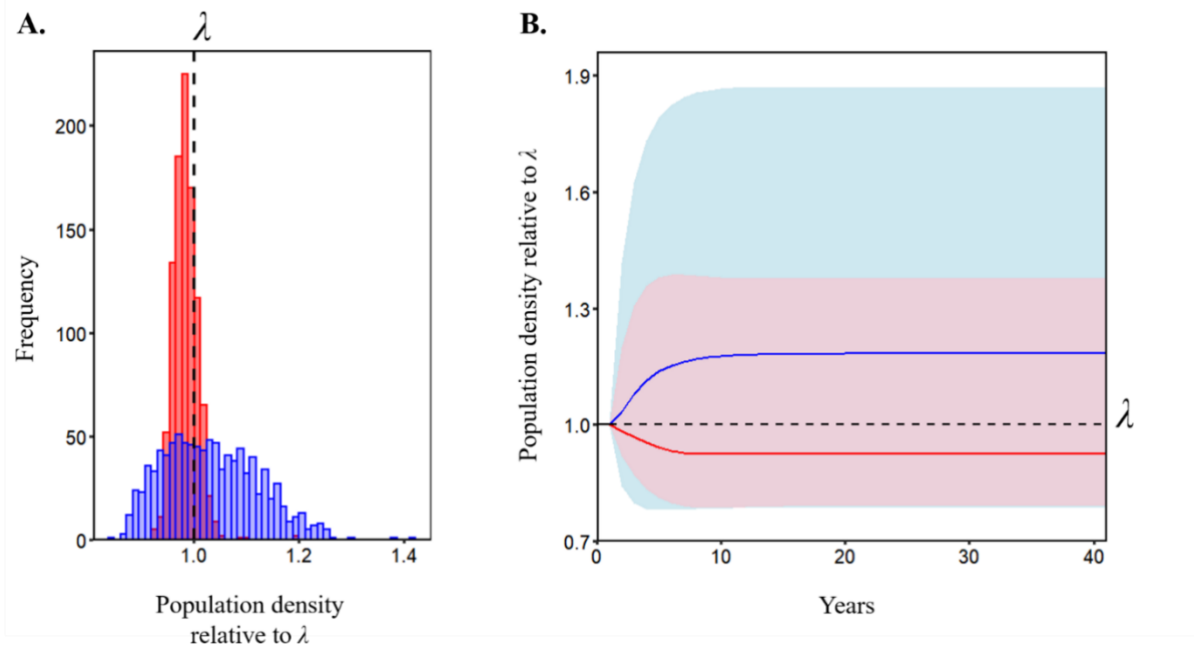 A.
λ
200
150
100
50
0
Frequency
1.0
1.2
1.4
Population density
relative to λ
B.
1.9
1.6
1.3
1.0
0.7
Population density relative to λ
λ
0
10
20
30
40
Years